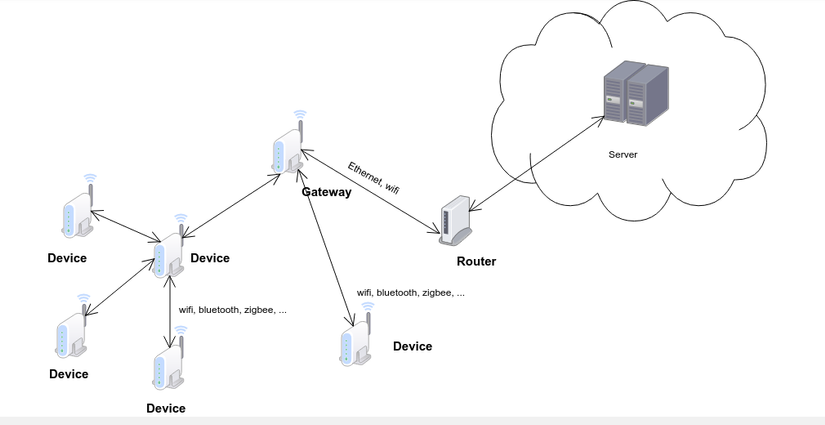 Server
Ethernet, wifi
Gateway
Device
Device
Router
wifi, bluetooth, zigbee, ...
wifi, bluetooth, zigbee, ...
Device
Device
Device